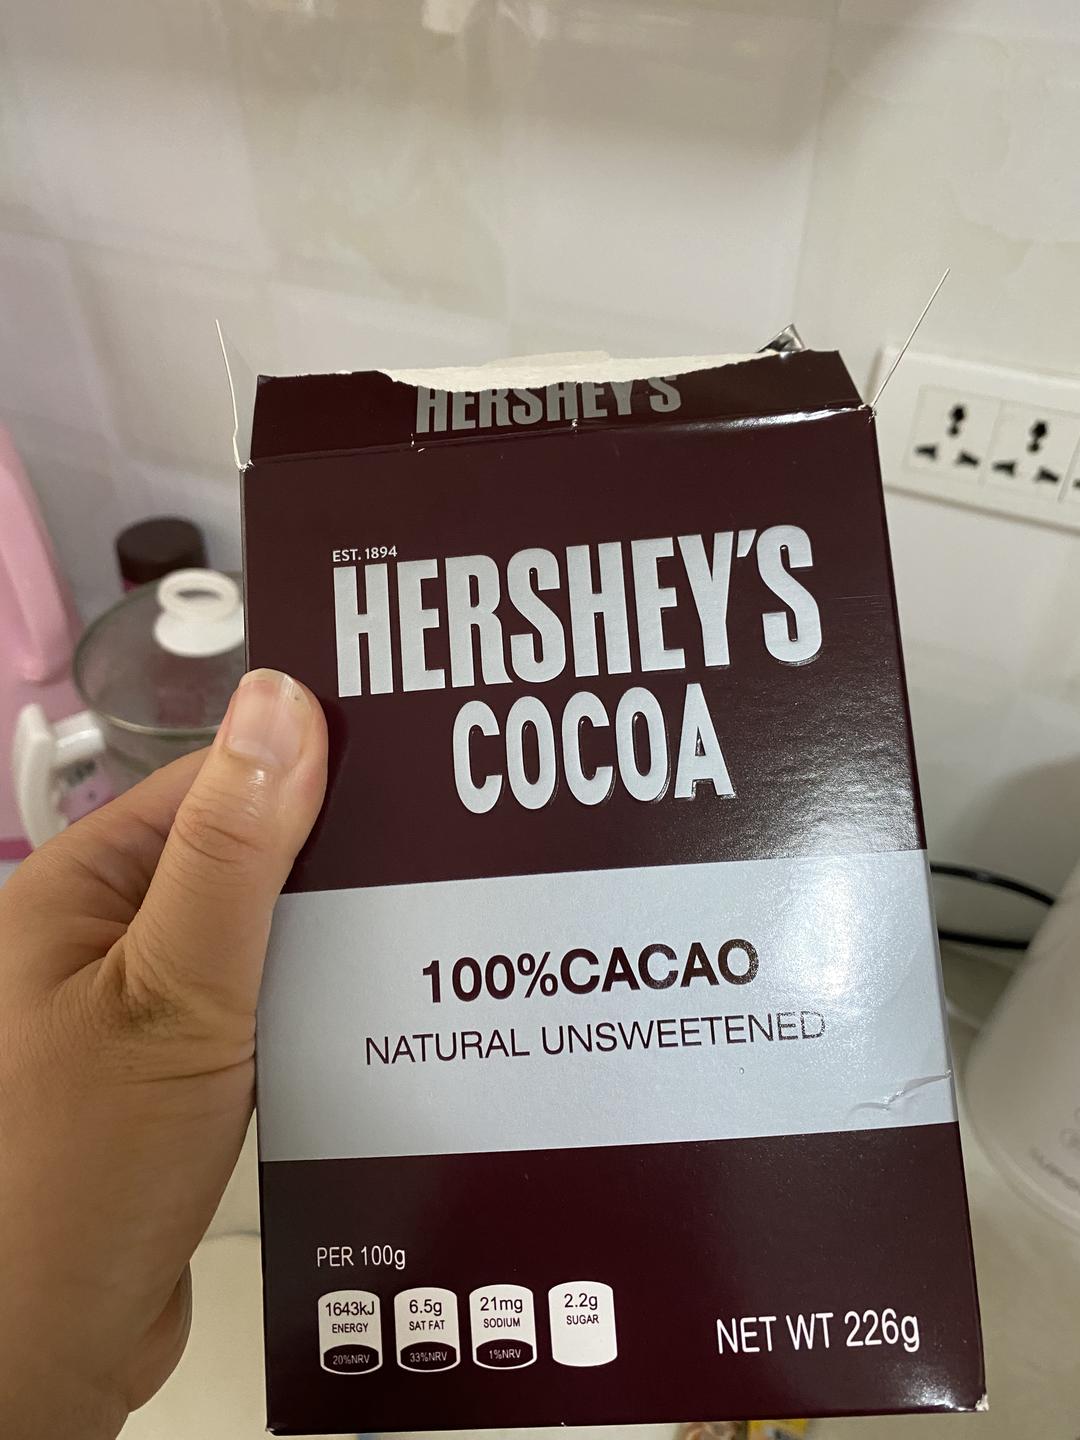 HERSHEY'S
EST. 1894
HERSHEY'S
COCOA
100%CACAO
NATURAL UNSWEETENED
PER 100g
1643kJ
ENERGY
20%NRV
6.5g
SAT FAT
33%NRV
21mg
SODIUM
1%NRV
2.2g
SUGAR
NET WT 226g